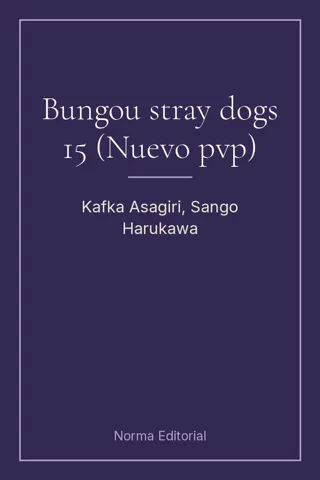 Bungou stray dogs
15 (Nuevo pvp)
Kafka Asagiri, Sango
Harukawa
Norma Editorial